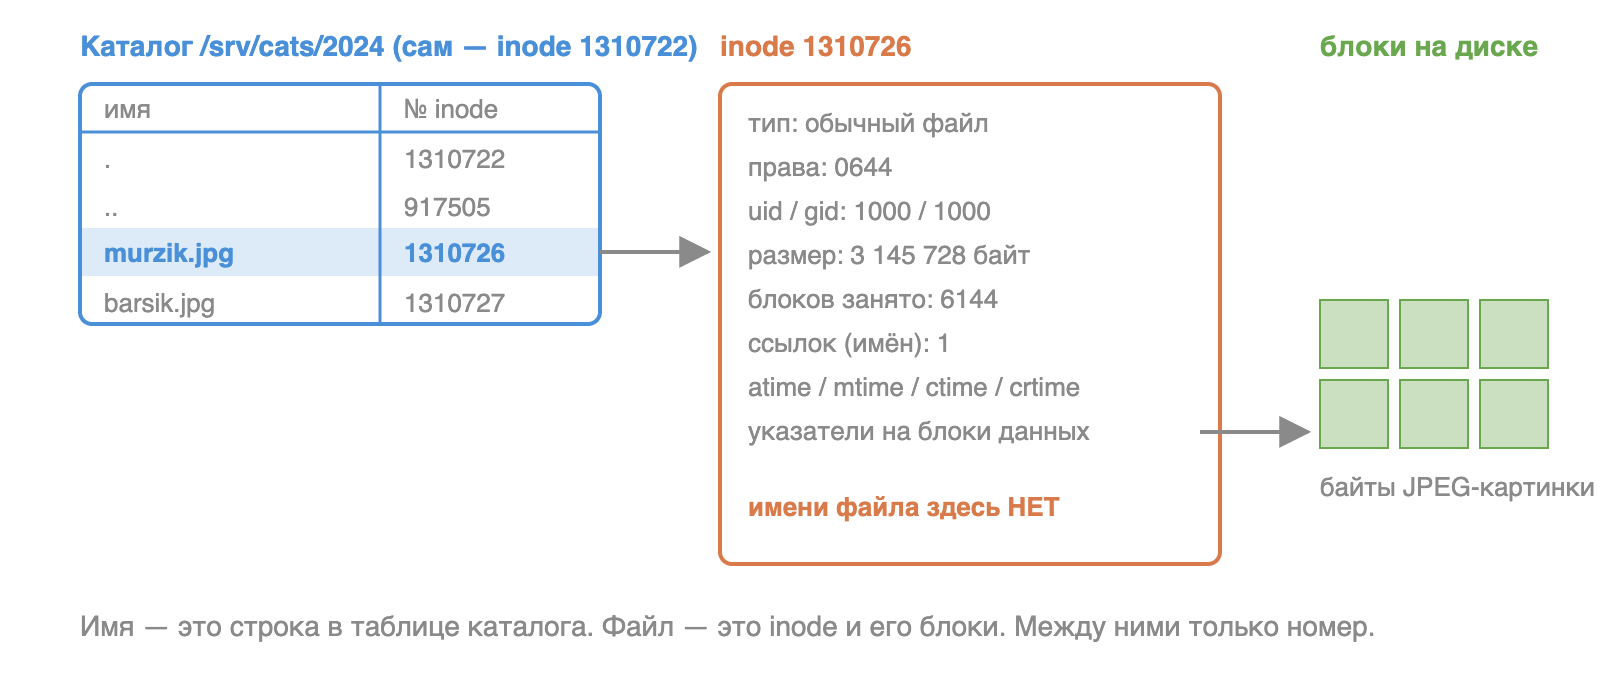 Каталог /srv/cats/2024 (сам — inode 1310722)
inode 1310726
блоки на диске
имя № inode
. 1310722
.. 917505
murzik.jpg 1310726
barsik.jpg 1310727
тип: обычный файл
права: 0644
uid / gid: 1000 / 1000
размер: 3 145 728 байт
блоков занято: 6144
ссылок (имён): 1
atime / mtime / ctime / crtime
указатели на блоки данных
имени файла здесь НЕТ
байты JPEG-картинки
Имя — это строка в таблице каталога. Файл — это inode и его блоки. Между ними только номер.